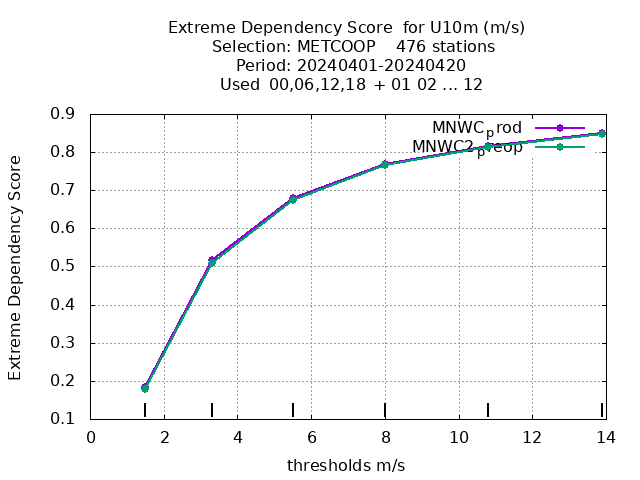 Extreme Dependency Score  for U10m (m/s)
Selection: METCOOP    476 stations
Period: 20240401-20240420
Used  00,06,12,18  + 01 02 ... 12
MNWCprod
MNWC2preop
Extreme Dependency Score
0.9
0.8
0.7
0.6
0.5
0.4
0.3
0.2
0.1
0 2 4 6 8 10 12 14
thresholds m/s